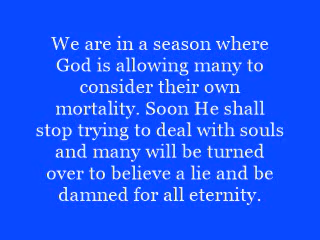 We are in a season where
God is allowing many to
consider their own
mortality. Soon He shall
stop trying to deal with souls
and many will be turned
over to believe a lie and be
damned for all eternity.